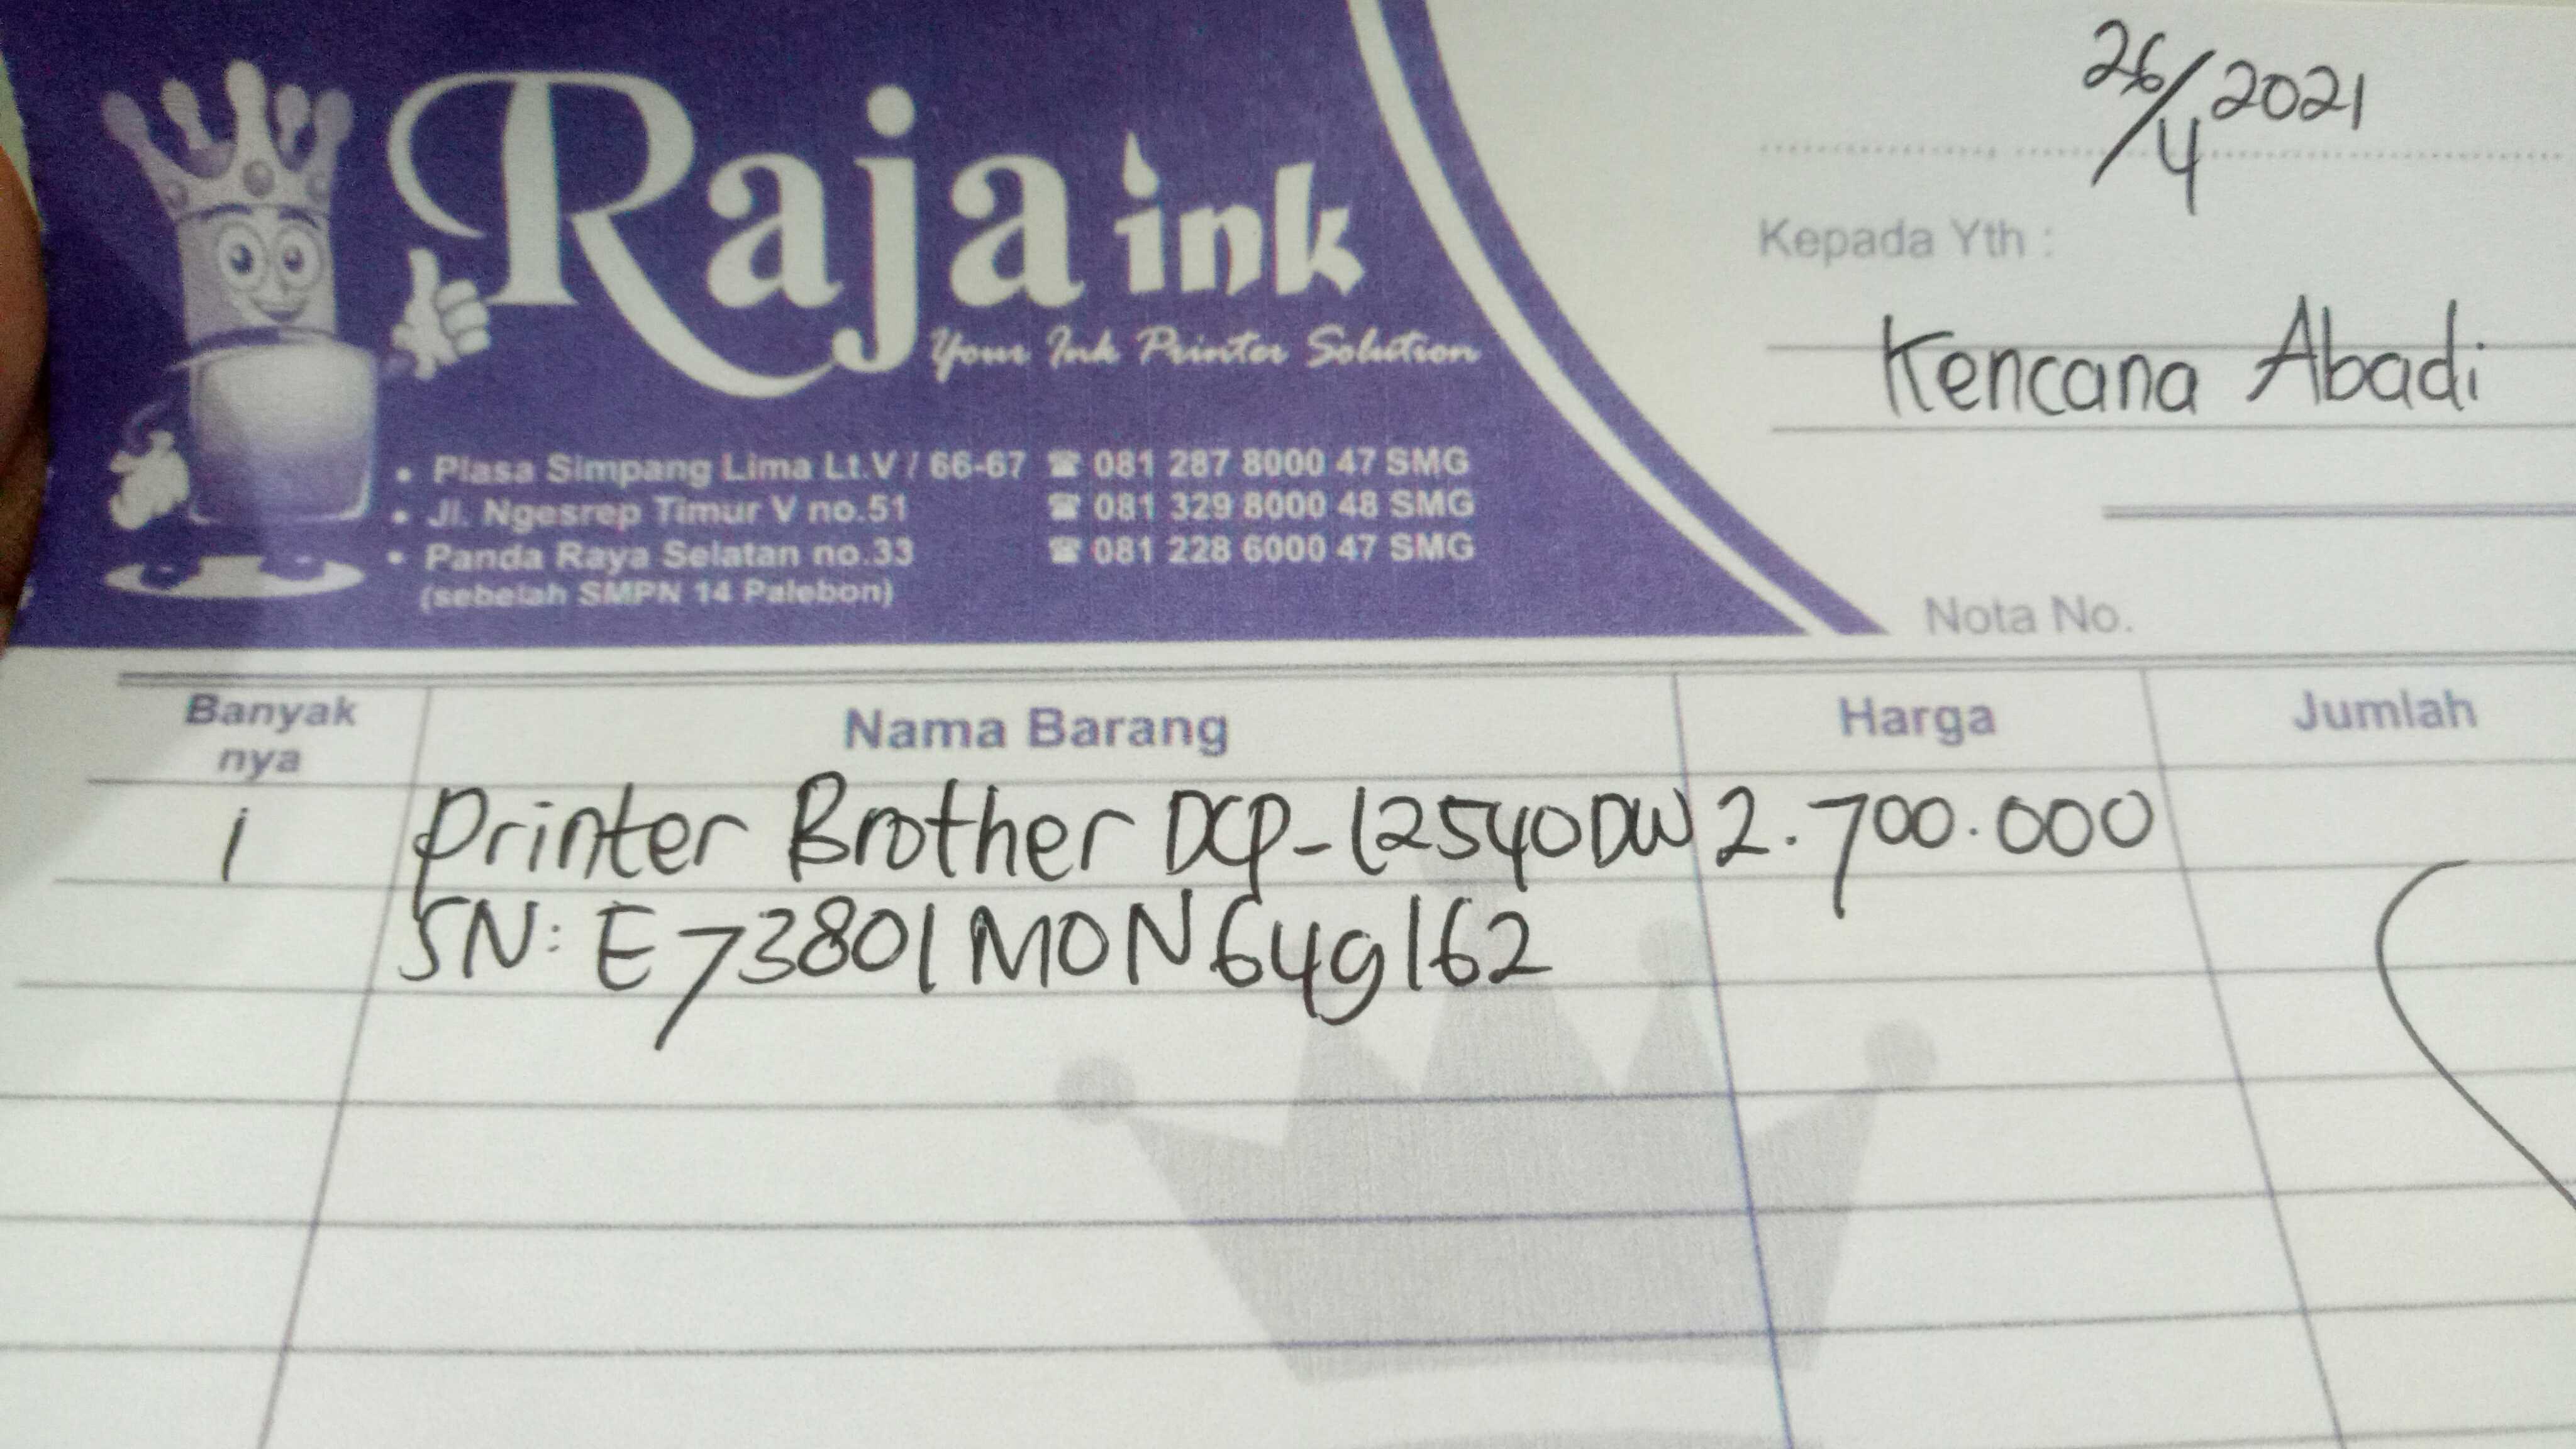 Raja ink
Your Ink Printer Solution
• Plasa Simpang Lima Lt.V / 66-67 ☎ 081 287 8000 47 SMG
• Jl. Ngesrep Timur V no.51 ☎ 081 329 8000 48 SMG
• Panda Raya Selatan no.33 ☎ 081 228 6000 47 SMG
(sebelah SMPN 14 Palebon)
26/4 2021
Kepada Yth :
Kencana Abadi
Nota No.
Banyak nya Nama Barang Harga Jumlah
1 Printer Brother DCP-L2540DW 2.700.000
SN: E73801M0N649162